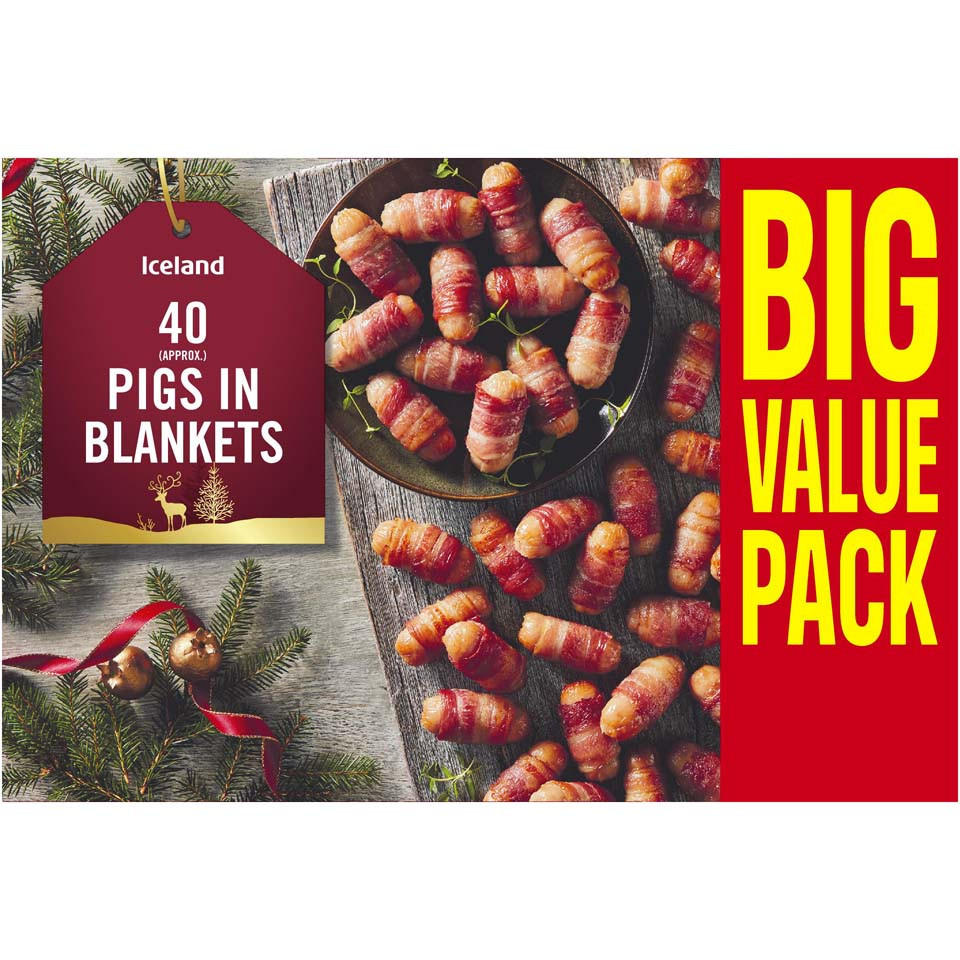 Iceland
40
(APPROX.)
PIGS IN
BLANKETS
BIG
VALUE
PACK